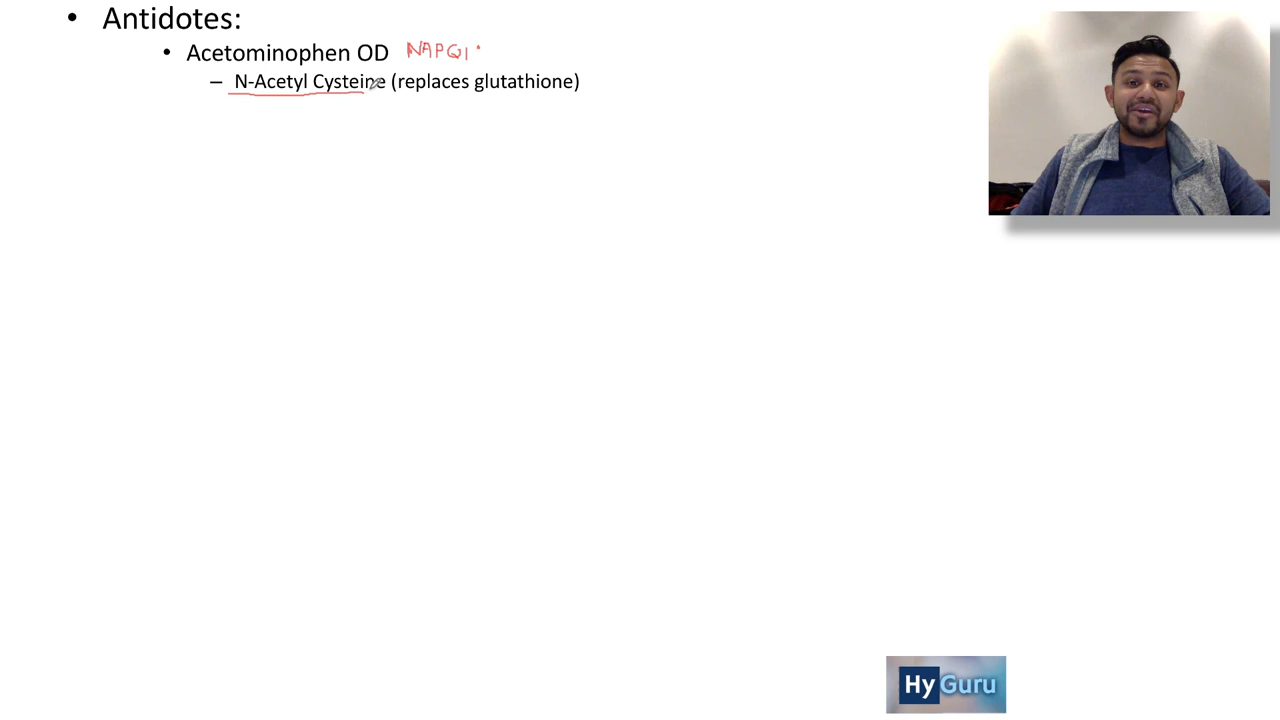 • Antidotes:
• Acetominophen OD NAPQI
– N-Acetyl Cysteine (replaces glutathione)
Hy Guru